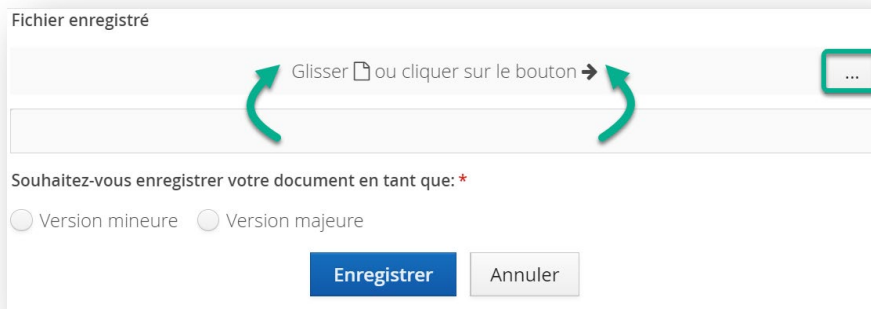 Fichier enregistré
Glisser ou cliquer sur le bouton
...
Souhaitez-vous enregistrer votre document en tant que: *
Version mineure Version majeure
Enregistrer Annuler